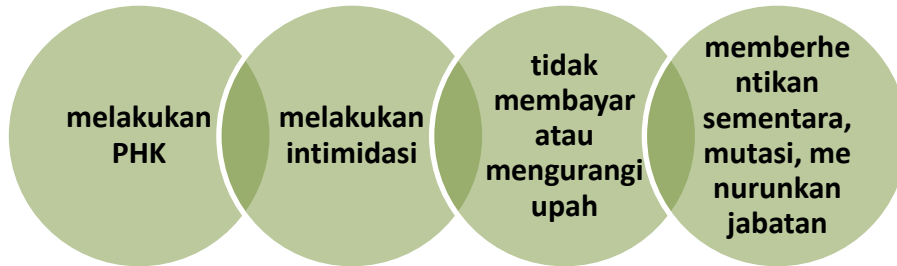 melakukan
PHK
melakukan
intimidasi
tidak
membayar
atau
mengurangi
upah
memberhe
ntikan
sementara,
mutasi, me
nurunkan
jabatan